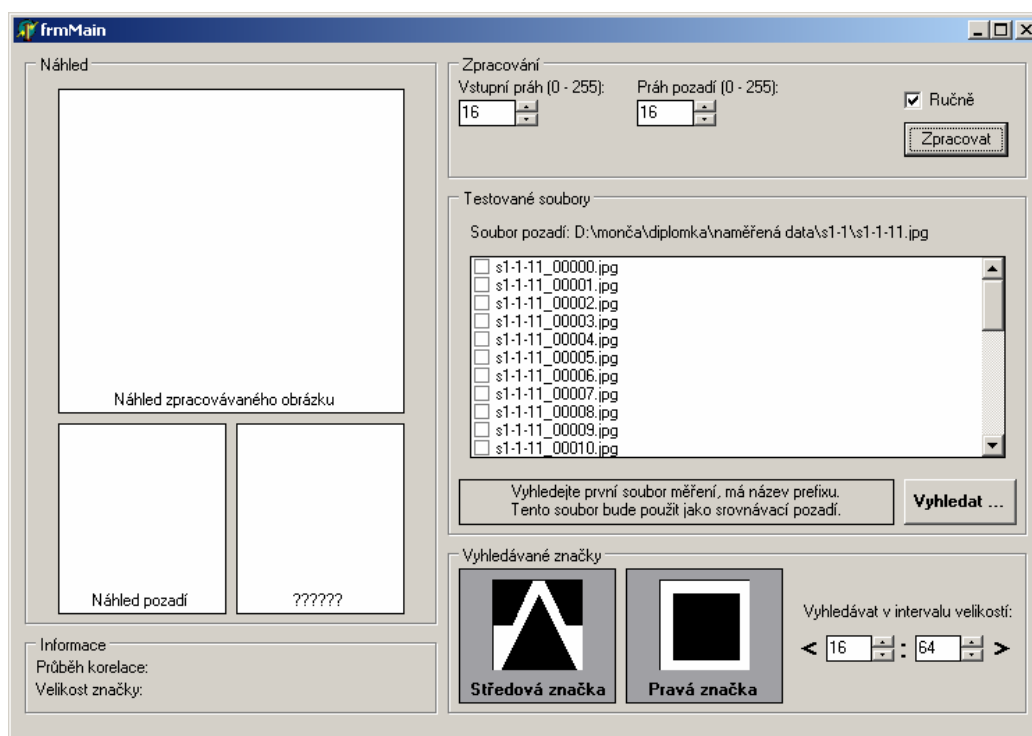 frmMain
Náhled
Náhled zpracovávaného obrázku
Náhled pozadí
??????
Informace
Průběh korelace:
Velikost značky:
Zpracování
Vstupní práh (0 - 255):
Práh pozadí (0 - 255):
16
16
Ručně
Zpracovat
Testované soubory
Soubor pozadí: D:\monča\diplomka\naměřená data\s1-1\s1-1-11.jpg
s1-1-11_00000.jpg
s1-1-11_00001.jpg
s1-1-11_00002.jpg
s1-1-11_00003.jpg
s1-1-11_00004.jpg
s1-1-11_00005.jpg
s1-1-11_00006.jpg
s1-1-11_00007.jpg
s1-1-11_00008.jpg
s1-1-11_00009.jpg
s1-1-11_00010.jpg
Vyhledejte první soubor měření, má název prefixu.
Tento soubor bude použit jako srovnávací pozadí.
Vyhledat ...
Vyhledávané značky
Středová značka
Pravá značka
Vyhledávat v intervalu velikostí:
< 16 : 64 >